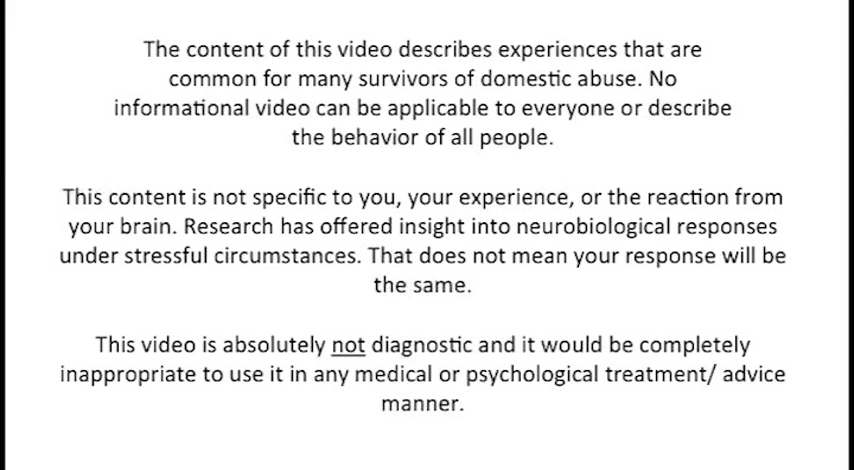 The content of this video describes experiences that are
common for many survivors of domestic abuse. No
informational video can be applicable to everyone or describe
the behavior of all people.
This content is not specific to you, your experience, or the reaction from
your brain. Research has offered insight into neurobiological responses
under stressful circumstances. That does not mean your response will be
the same.
This video is absolutely not diagnostic and it would be completely
inappropriate to use it in any medical or psychological treatment/ advice
manner.